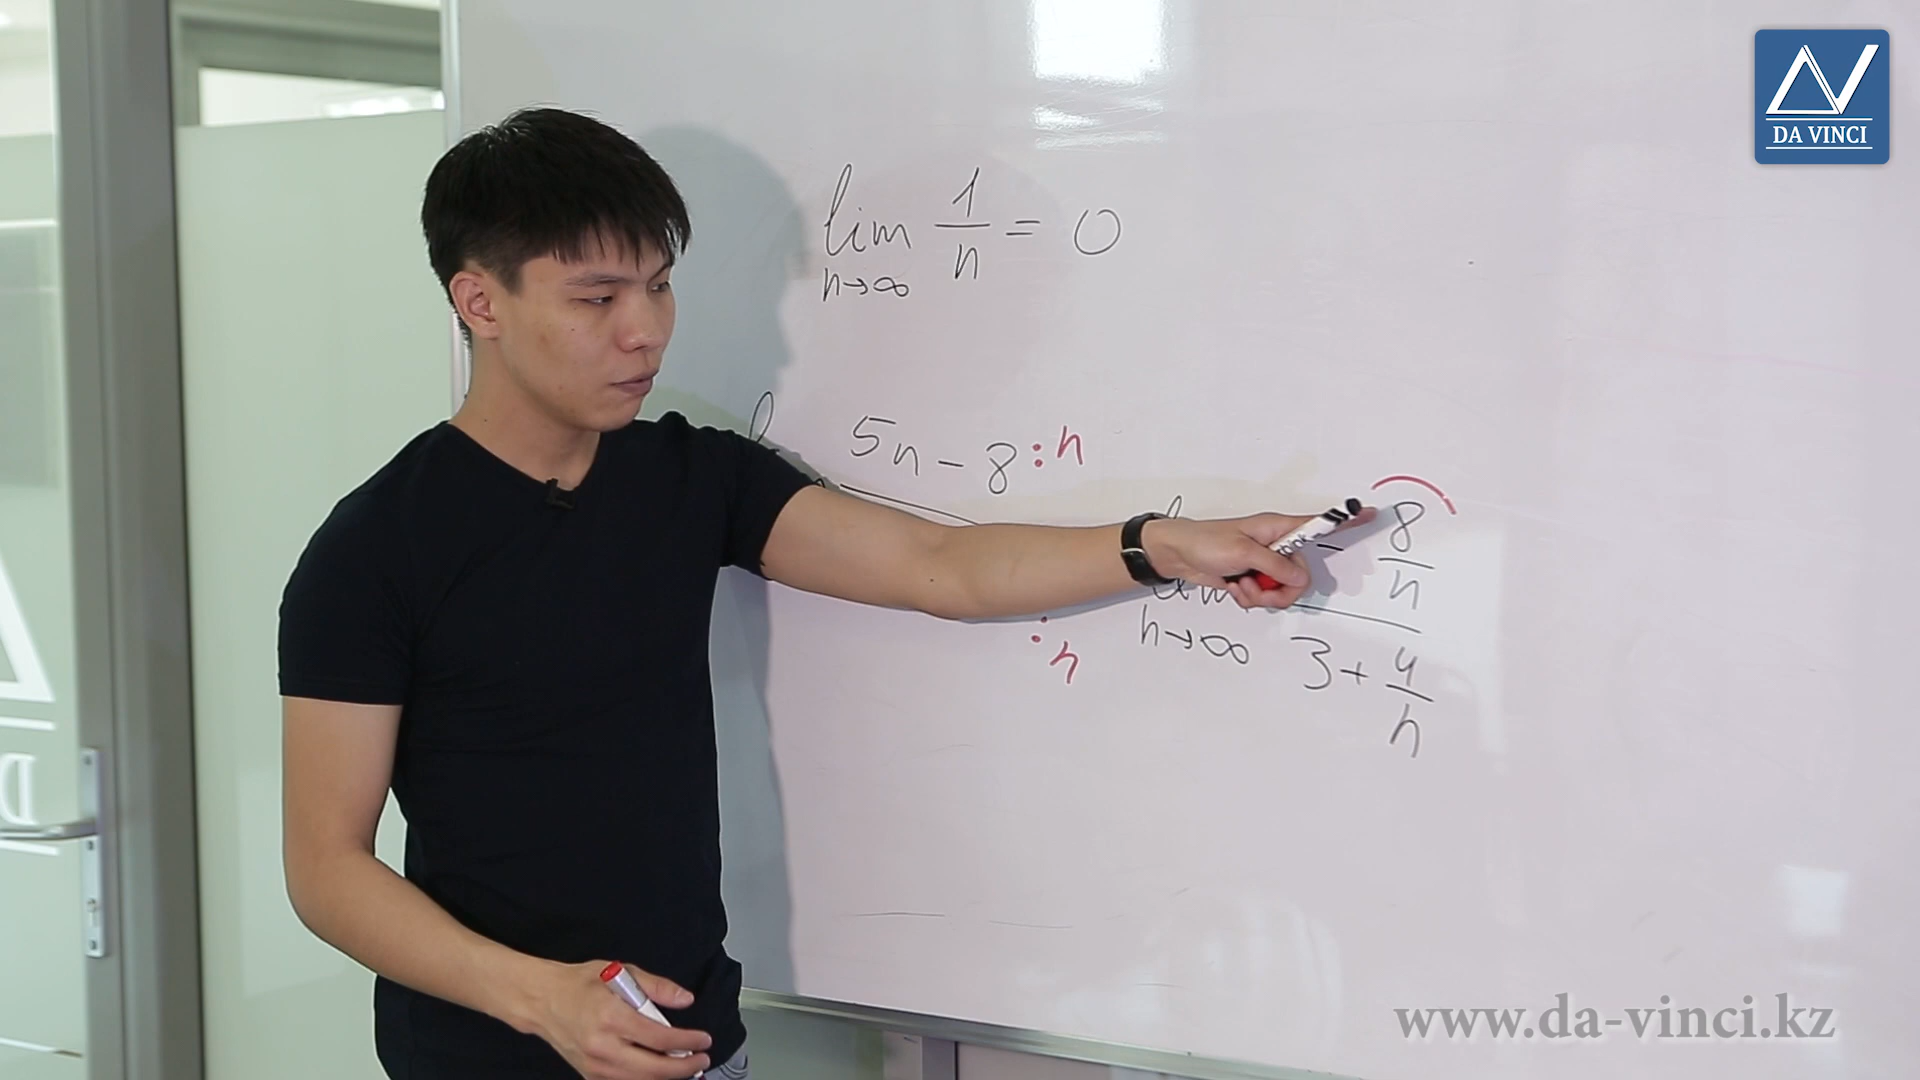 DA VINCI
lim 1/n = 0
n→∞
5n - 8 : n
: n
- 8/n
n→∞ 3 + 4/n
www.da-vinci.kz